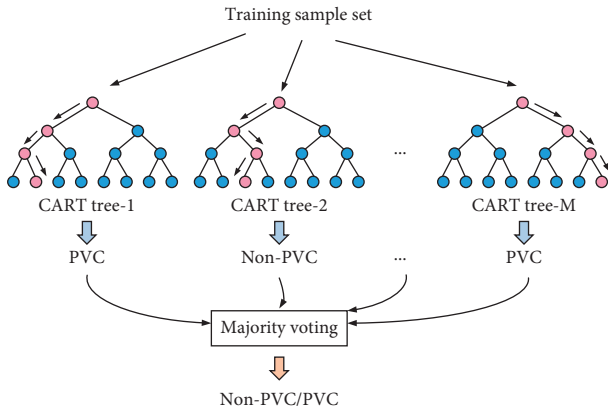 Training sample set
...
CART tree-1
CART tree-2
CART tree-M
PVC
Non-PVC
...
PVC
Majority voting
Non-PVC/PVC